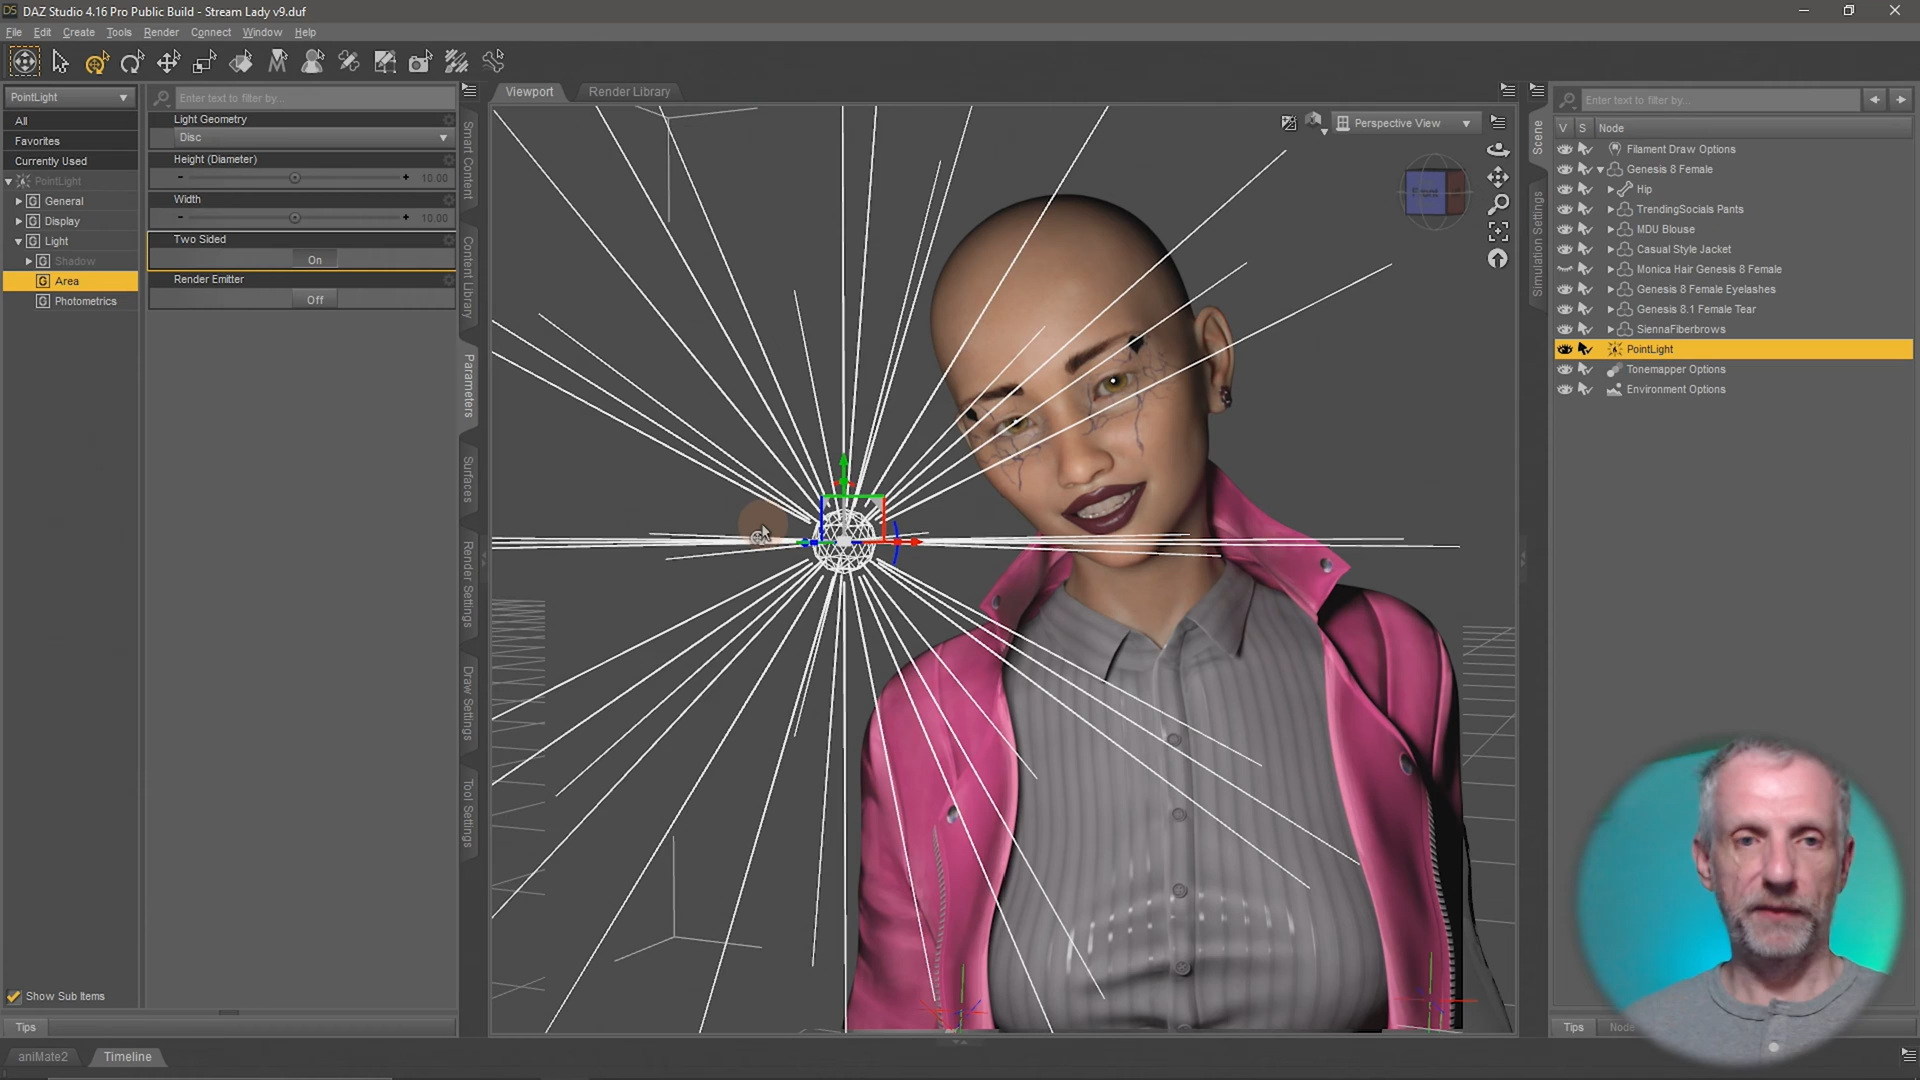 DAZ Studio 4.16 Pro Public Build - Stream Lady v9.duf
File Edit Create Tools Render Connect Window Help
PointLight
All
Favorites
Currently Used
PointLight
General
Display
Light
Shadow
Area
Photometrics
Show Sub Items
Tips
Enter text to filter by...
Light Geometry
Disc
Height (Diameter)
10.00
Width
10.00
Two Sided
On
Render Emitter
Off
Smart Content
Content Library
Parameters
Surfaces
Render Settings
Draw Settings
Tool Settings
Viewport Render Library
Perspective View
Scene
Simulation Settings
Enter text to filter by...
V S Node
Filament Draw Options
Genesis 8 Female
Hip
TrendingSocials Pants
MDU Blouse
Casual Style Jacket
Monica Hair Genesis 8 Female
Genesis 8 Female Eyelashes
Genesis 8.1 Female Tear
SiennaFiberbrows
PointLight
Tonemapper Options
Environment Options
Tips Node
aniMate2 Timeline